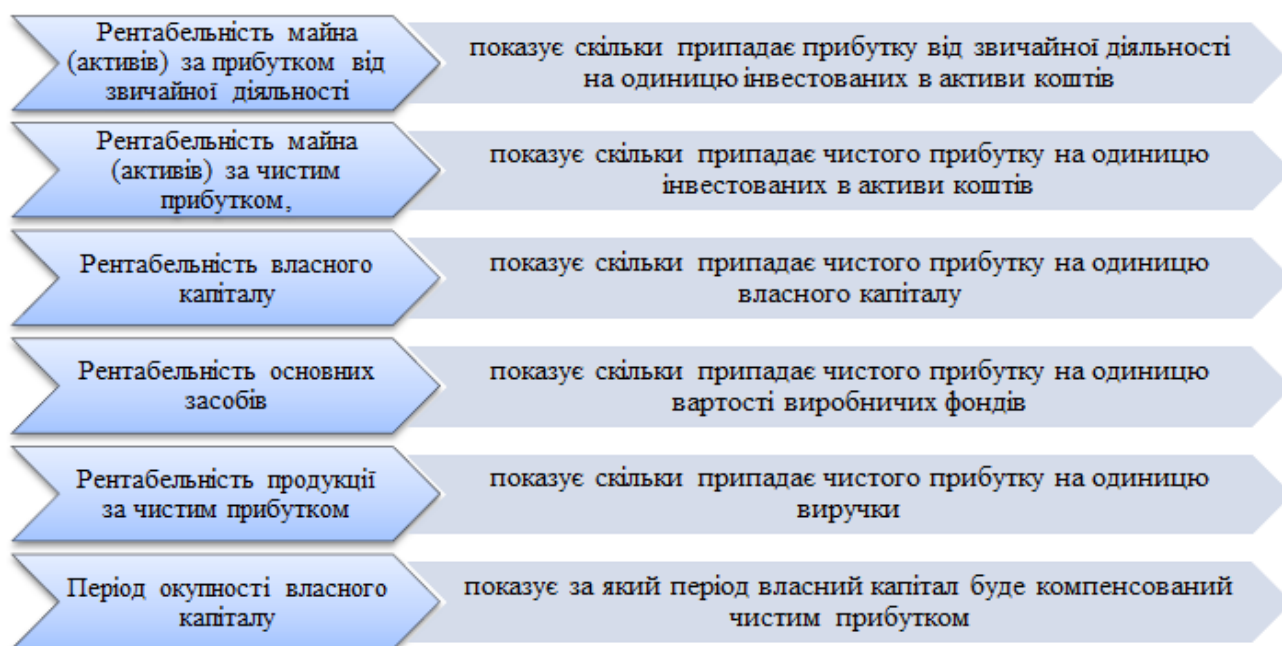 Рентабельність майна
(активів) за прибутком від
звичайної діяльності
показує скільки припадає прибутку від звичайної діяльності
на одиницю інвестованих в активи коштів
Рентабельність майна
(активів) за чистим
прибутком,
показує скільки припадає чистого прибутку на одиницю
інвестованих в активи коштів
Рентабельність власного
капіталу
показує скільки припадає чистого прибутку на одиницю
власного капіталу
Рентабельність основних
засобів
показує скільки припадає чистого прибутку на одиницю
вартості виробничих фондів
Рентабельність продукції
за чистим прибутком
показує скільки припадає чистого прибутку на одиницю
виручки
Період окупності власного
капіталу
показує за який період власний капітал буде компенсований
чистим прибутком